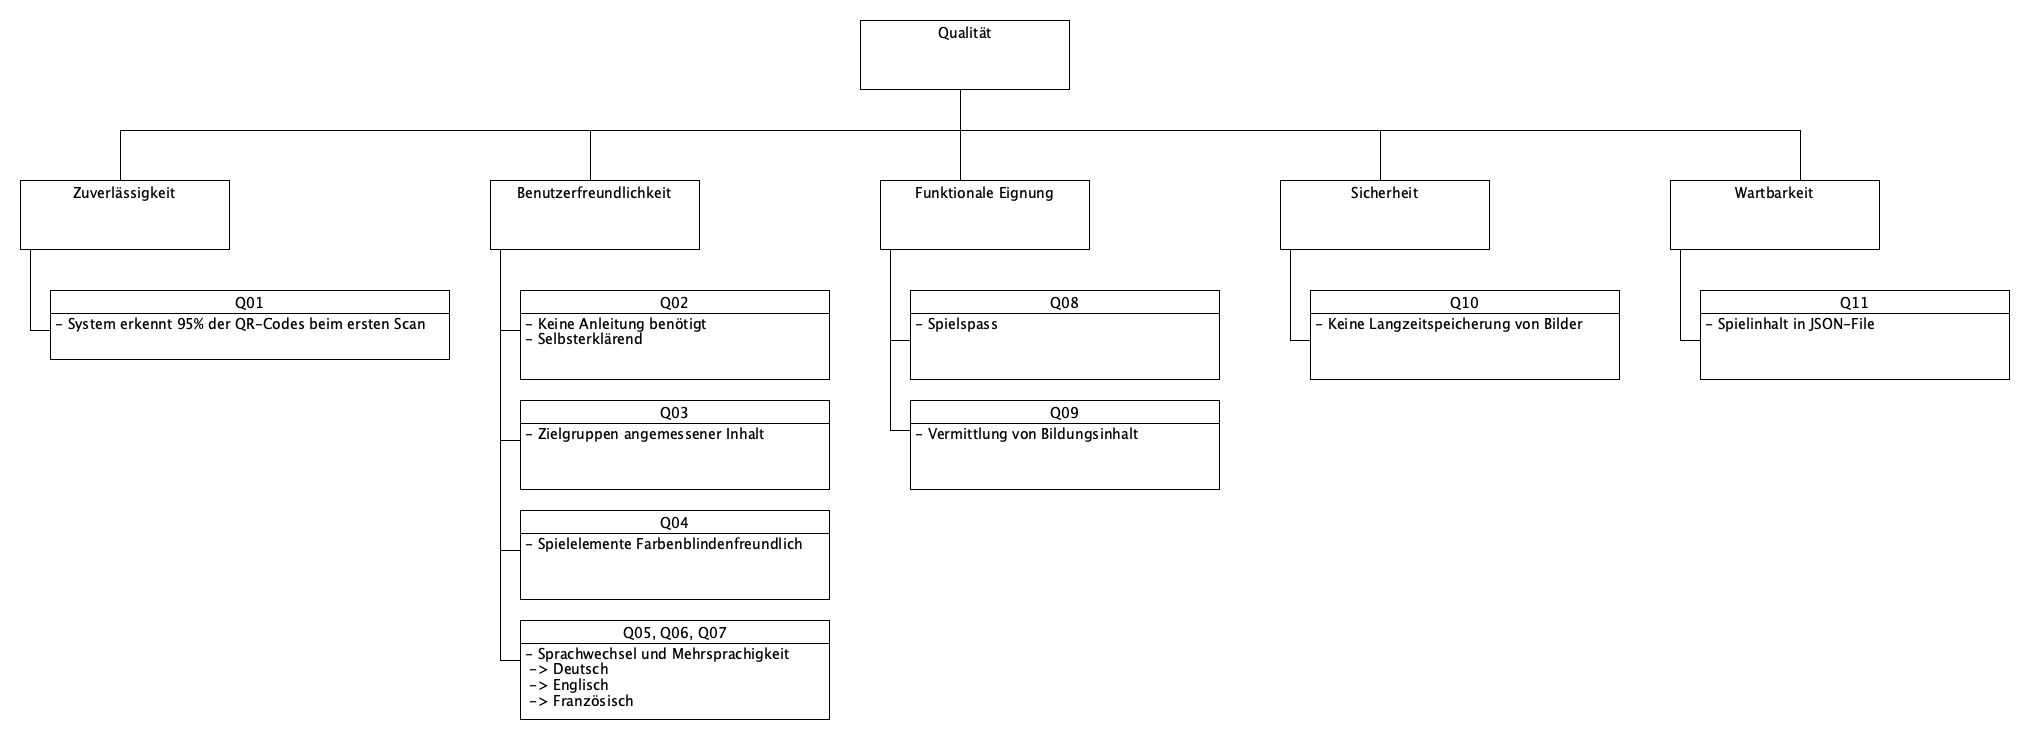 Qualität
Zuverlässigkeit
Benutzerfreundlichkeit
Funktionale Eignung
Sicherheit
Wartbarkeit
Q01
- System erkennt 95% der QR-Codes beim ersten Scan
Q02
- Keine Anleitung benötigt
- Selbsterklärend
Q03
- Zielgruppen angemessener Inhalt
Q04
- Spielelemente Farbenblindenfreundlich
Q05, Q06, Q07
- Sprachwechsel und Mehrsprachigkeit
-> Deutsch
-> Englisch
-> Französisch
Q08
- Spielspass
Q09
- Vermittlung von Bildungsinhalt
Q10
- Keine Langzeitspeicherung von Bilder
Q11
- Spielinhalt in JSON-File